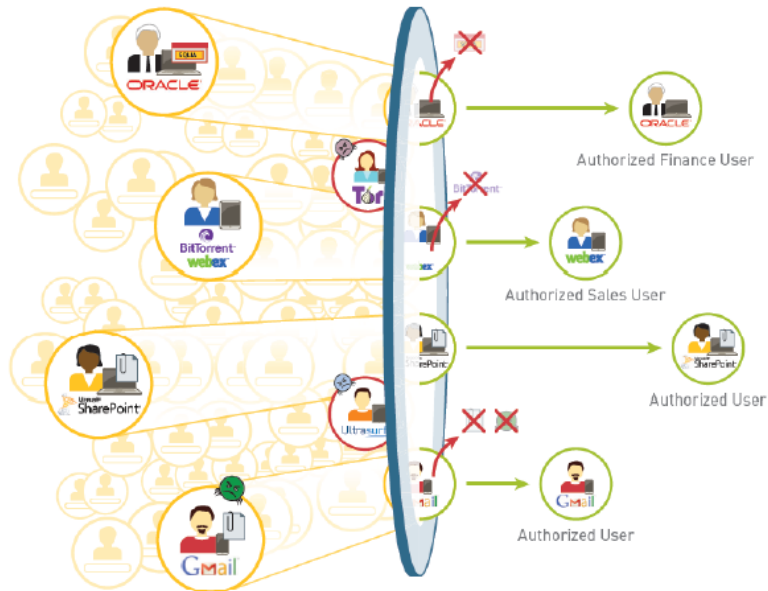 ORACLE
ORACLE
ORACLE
Authorized Finance User
Tor
BitTorrent
webex
BitTorrent
webex
webex
Authorized Sales User
SharePoint
SharePoint
SharePoint
Authorized User
Ultrasurf
Gmail
Gmail
Gmail
Authorized User